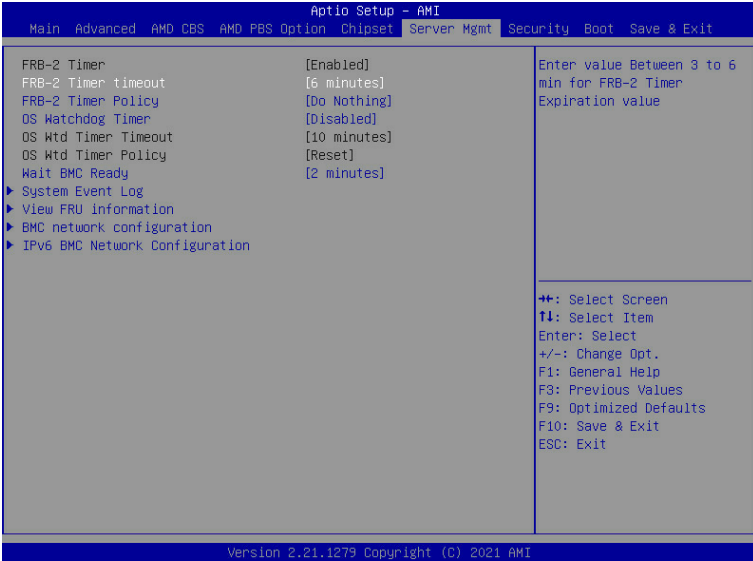 Aptio Setup – AMI
Main Advanced AMD CBS AMD PBS Option Chipset Server Mgmt Security Boot Save & Exit
FRB-2 Timer [Enabled]
FRB-2 Timer timeout [6 minutes]
FRB-2 Timer Policy [Do Nothing]
OS Watchdog Timer [Disabled]
OS Wtd Timer Timeout [10 minutes]
OS Wtd Timer Policy [Reset]
Wait BMC Ready [2 minutes]
System Event Log
View FRU information
BMC network configuration
IPv6 BMC Network Configuration
Enter value Between 3 to 6
min for FRB-2 Timer
Expiration value
→←: Select Screen
↑↓: Select Item
Enter: Select
+/-: Change Opt.
F1: General Help
F3: Previous Values
F9: Optimized Defaults
F10: Save & Exit
ESC: Exit
Version 2.21.1279 Copyright (C) 2021 AMI